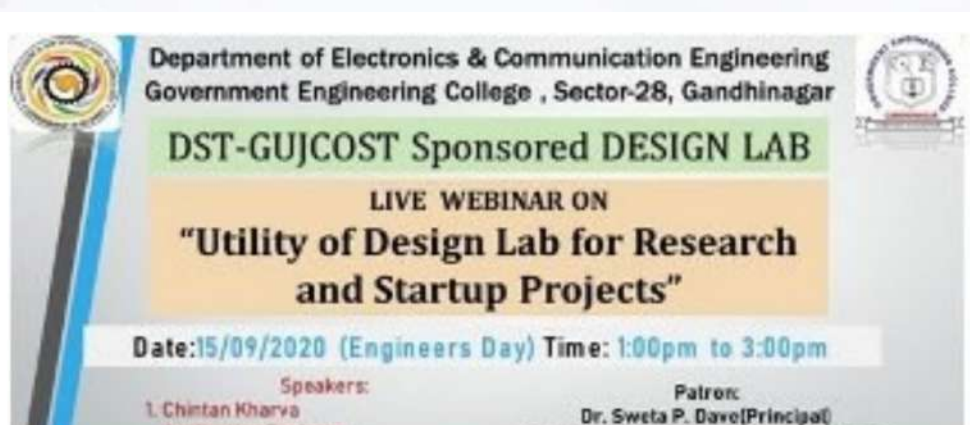 Department of Electronics & Communication Engineering
Government Engineering College , Sector-28, Gandhinagar
DST-GUJCOST Sponsored DESIGN LAB
LIVE WEBINAR ON
“Utility of Design Lab for Research
and Startup Projects”
Date:15/09/2020 (Engineers Day) Time: 1:00pm to 3:00pm
Speakers:
1. Chintan Kharva
Patron:
Dr. Sweta P. Dave(Principal)